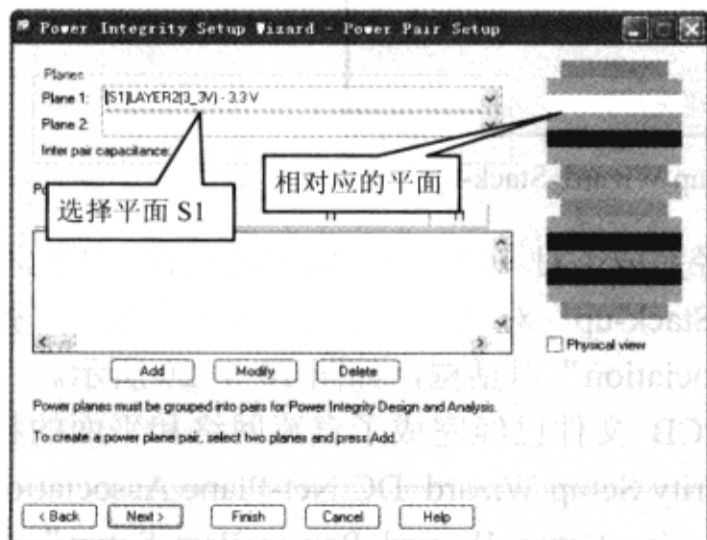 Power Integrity Setup Wizard - Power Pair Setup
Planes
Plane 1: [S1]LAYER2(3_3V) - 3.3 V
Plane 2:
Inter pair capacitance:
选择平面 S1
相对应的平面
Physical view
Add Modify Delete
Power planes must be grouped into pairs for Power Integrity Design and Analysis.
To create a power plane pair, select two planes and press Add.
< Back Next > Finish Cancel Help